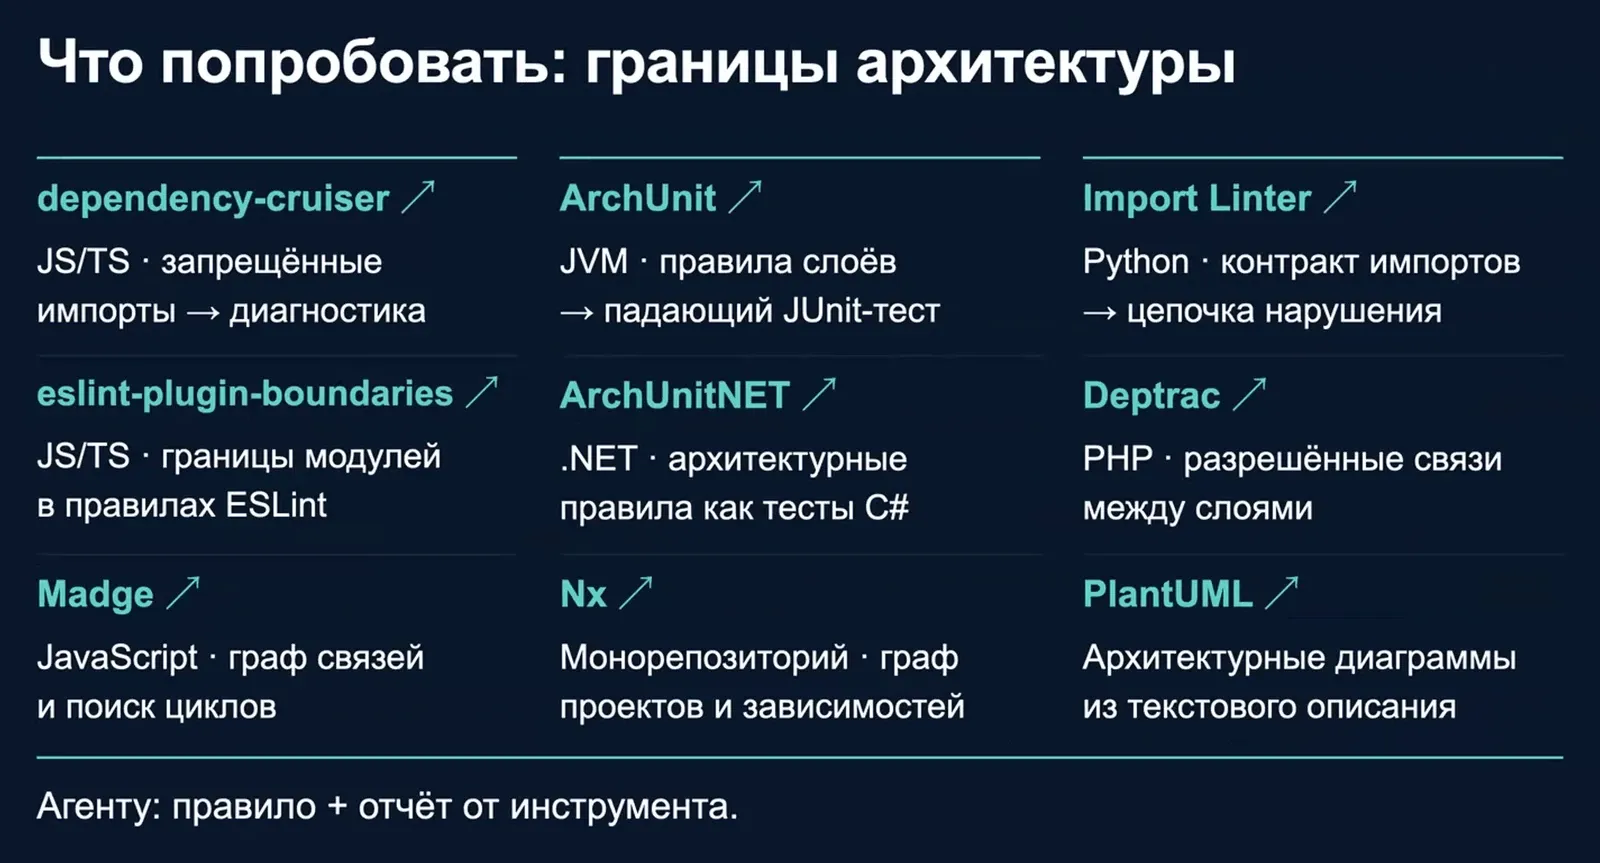 Что попробовать: границы архитектуры
dependency-cruiser ↗
JS/TS · запрещённые
импорты → диагностика
ArchUnit ↗
JVM · правила слоёв
→ падающий JUnit-тест
Import Linter ↗
Python · контракт импортов
→ цепочка нарушения
eslint-plugin-boundaries ↗
JS/TS · границы модулей
в правилах ESLint
ArchUnitNET ↗
.NET · архитектурные
правила как тесты C#
Deptrac ↗
PHP · разрешённые связи
между слоями
Madge ↗
JavaScript · граф связей
и поиск циклов
Nx ↗
Монорепозиторий · граф
проектов и зависимостей
PlantUML ↗
Архитектурные диаграммы
из текстового описания
Агенту: правило + отчёт от инструмента.